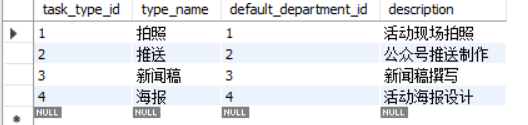 task_type_id type_name default_department_id description
1 拍照 1 活动现场拍照
2 推送 2 公众号推送制作
3 新闻稿 3 新闻稿撰写
4 海报 4 活动海报设计
NULL NULL NULL NULL